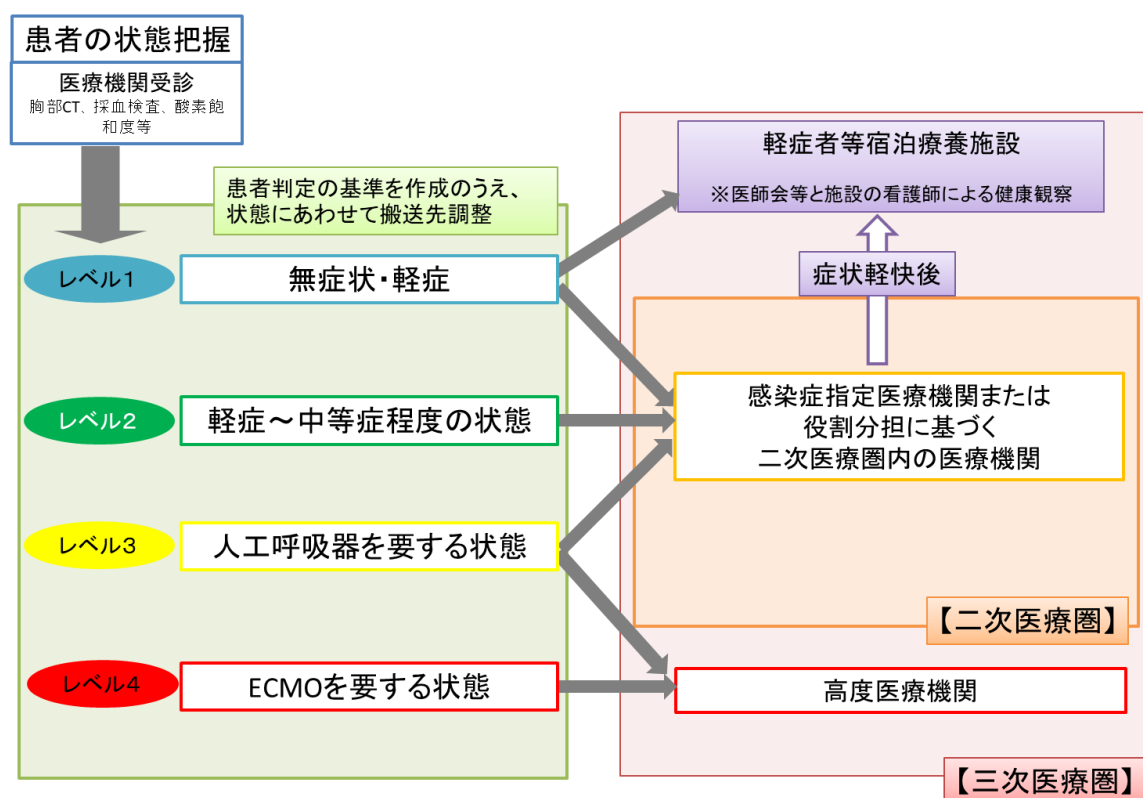 患者の状態把握
医療機関受診
胸部CT、採血検査、酸素飽
和度等
患者判定の基準を作成のうえ、
状態にあわせて搬送先調整
レベル1
無症状・軽症
レベル2
軽症～中等症程度の状態
レベル3
人工呼吸器を要する状態
レベル4
ECMOを要する状態
軽症者等宿泊療養施設
※医師会等と施設の看護師による健康観察
症状軽快後
感染症指定医療機関または
役割分担に基づく
二次医療圏内の医療機関
【二次医療圏】
高度医療機関
【三次医療圏】